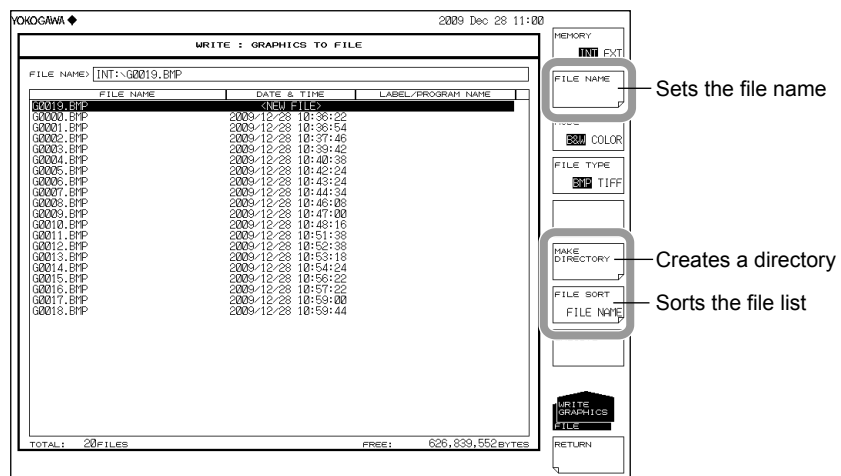 YOKOGAWA ◆
2009 Dec 28 11:00
WRITE : GRAPHICS TO FILE
FILE NAME> INT:\G0019.BMP
FILE NAME DATE & TIME LABEL/PROGRAM NAME
G0019.BMP <NEW FILE>
G0000.BMP 2009/12/28 10:36:22
G0001.BMP 2009/12/28 10:36:54
G0002.BMP 2009/12/28 10:37:46
G0003.BMP 2009/12/28 10:39:42
G0004.BMP 2009/12/28 10:40:38
G0005.BMP 2009/12/28 10:42:24
G0006.BMP 2009/12/28 10:43:24
G0007.BMP 2009/12/28 10:44:34
G0008.BMP 2009/12/28 10:46:08
G0009.BMP 2009/12/28 10:47:00
G0010.BMP 2009/12/28 10:48:16
G0011.BMP 2009/12/28 10:51:38
G0012.BMP 2009/12/28 10:52:38
G0013.BMP 2009/12/28 10:53:18
G0014.BMP 2009/12/28 10:54:24
G0015.BMP 2009/12/28 10:56:22
G0016.BMP 2009/12/28 10:57:22
G0017.BMP 2009/12/28 10:59:00
G0018.BMP 2009/12/28 10:59:44
TOTAL: 20FILES FREE: 626,839,552BYTES
MEMORY
INT EXT
FILE NAME
Sets the file name
B&W COLOR
FILE TYPE
BMP TIFF
MAKE
DIRECTORY
Creates a directory
FILE SORT
FILE NAME
Sorts the file list
WRITE
GRAPHICS
FILE
RETURN